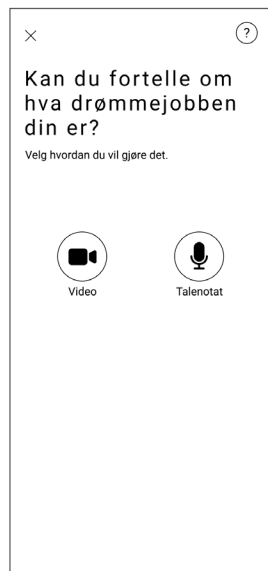 ?
Kan du fortelle om
hva drømmejobben
din er?
Velg hvordan du vil gjøre det.
Video
Talenotat